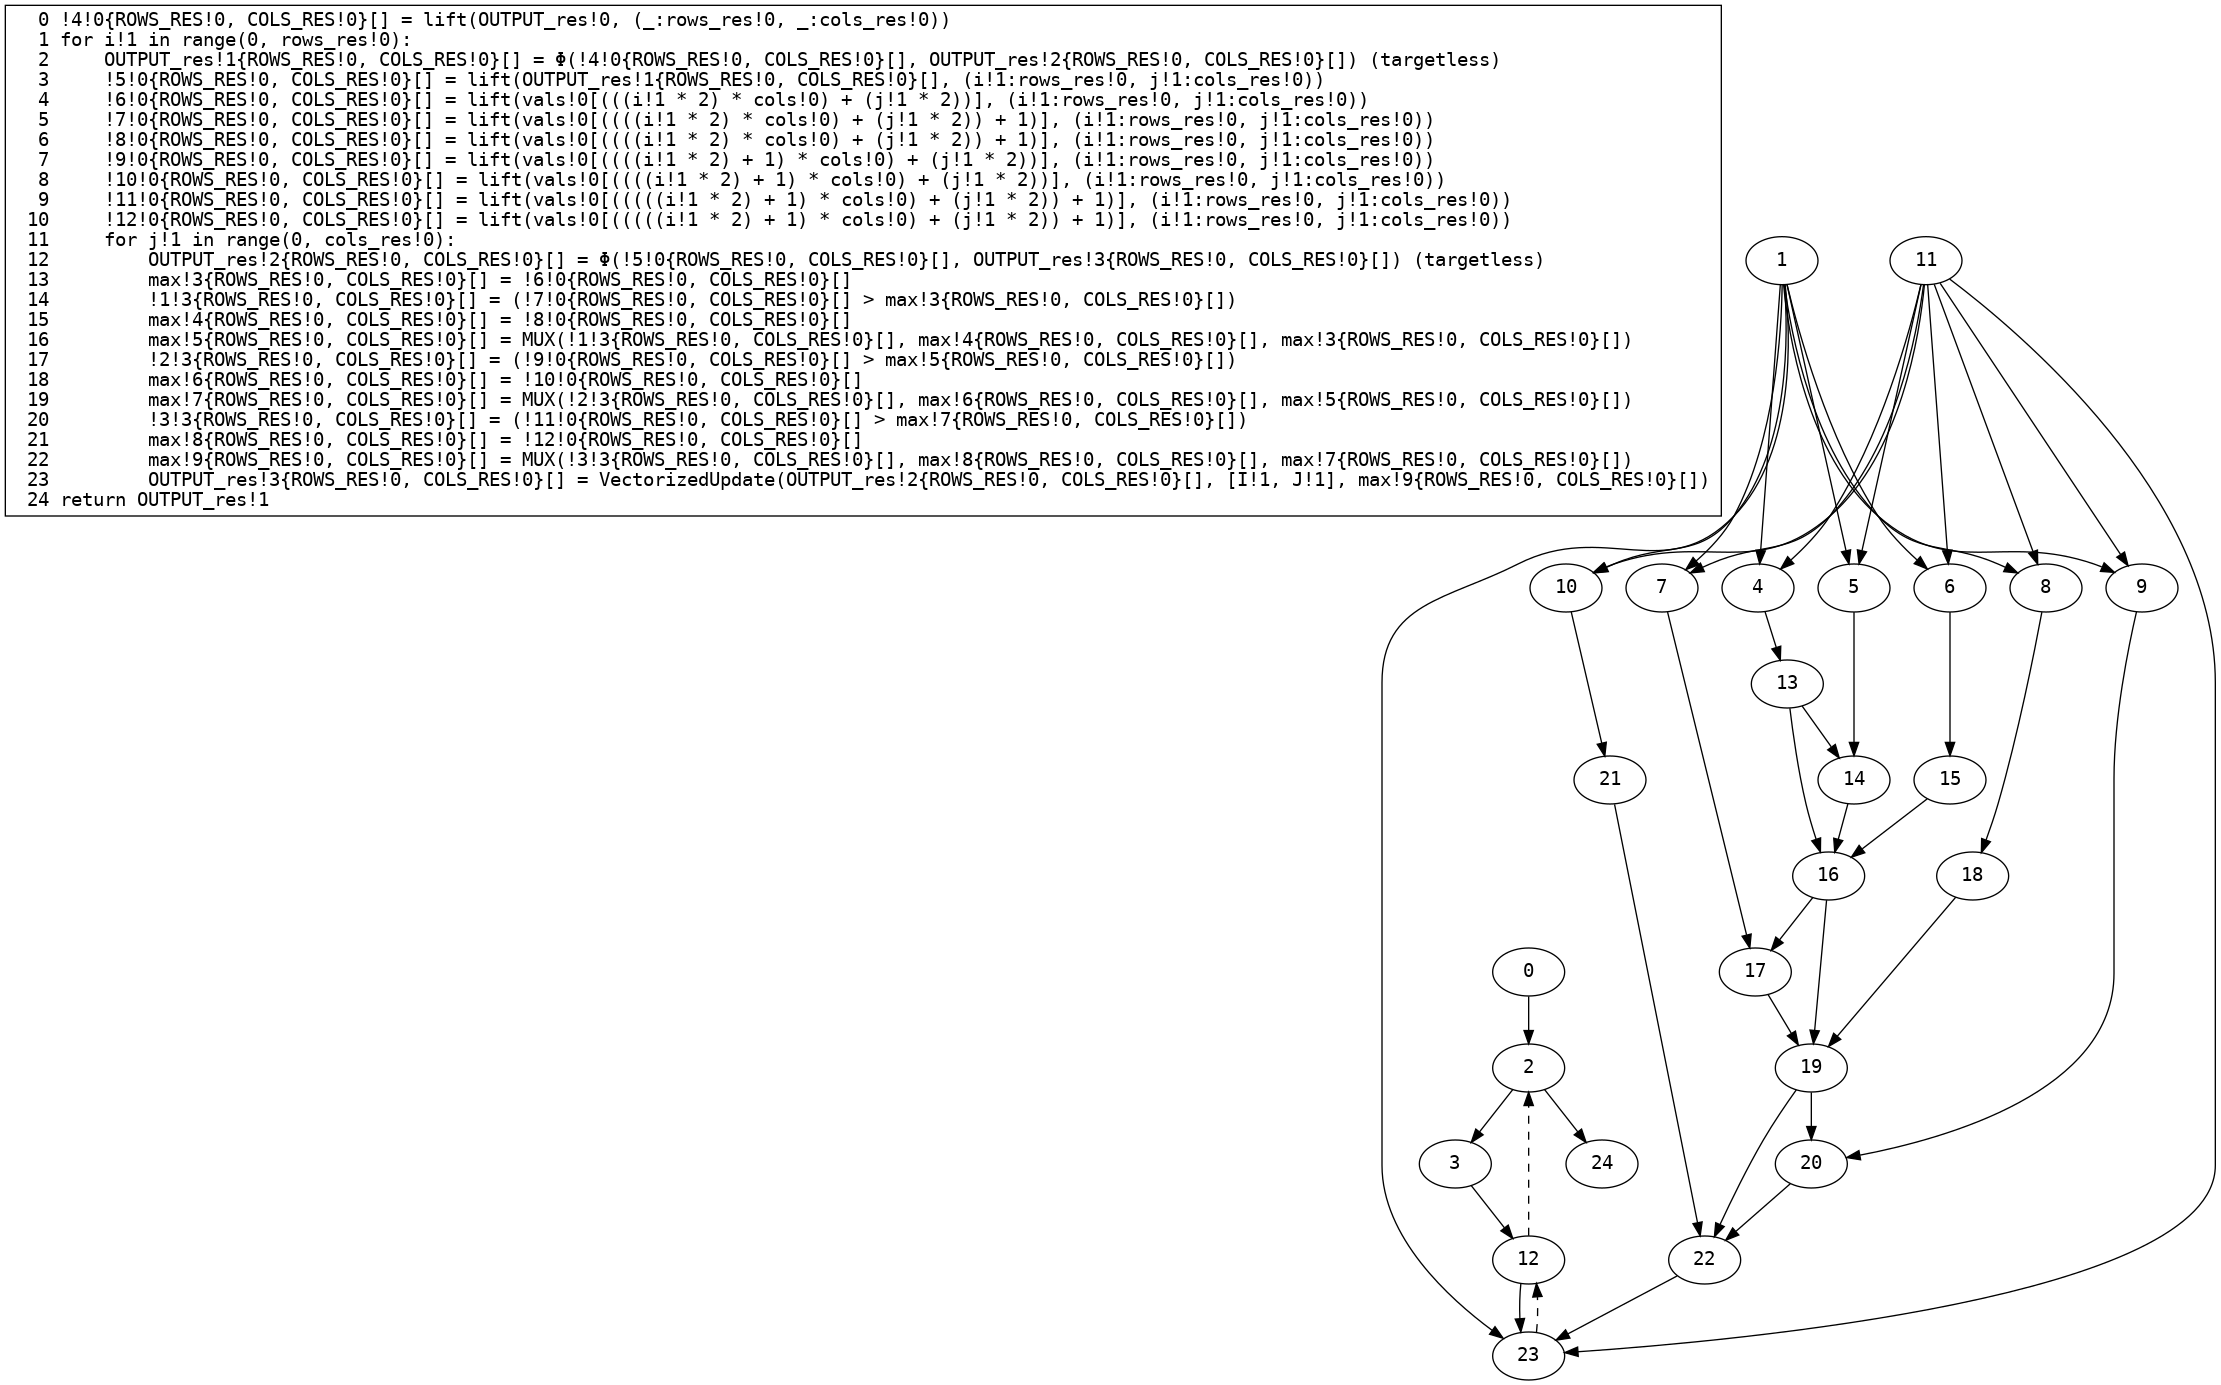 0 !4!0{ROWS_RES!0, COLS_RES!0}[] = lift(OUTPUT_res!0, (_:rows_res!0, _:cols_res!0))
1 for i!1 in range(0, rows_res!0):
2     OUTPUT_res!1{ROWS_RES!0, COLS_RES!0}[] = Φ(!4!0{ROWS_RES!0, COLS_RES!0}[], OUTPUT_res!2{ROWS_RES!0, COLS_RES!0}[]) (targetless)
3     !5!0{ROWS_RES!0, COLS_RES!0}[] = lift(OUTPUT_res!1{ROWS_RES!0, COLS_RES!0}[], (i!1:rows_res!0, j!1:cols_res!0))
4     !6!0{ROWS_RES!0, COLS_RES!0}[] = lift(vals!0[(((i!1 * 2) * cols!0) + (j!1 * 2))], (i!1:rows_res!0, j!1:cols_res!0))
5     !7!0{ROWS_RES!0, COLS_RES!0}[] = lift(vals!0[((((i!1 * 2) * cols!0) + (j!1 * 2)) + 1)], (i!1:rows_res!0, j!1:cols_res!0))
6     !8!0{ROWS_RES!0, COLS_RES!0}[] = lift(vals!0[((((i!1 * 2) * cols!0) + (j!1 * 2)) + 1)], (i!1:rows_res!0, j!1:cols_res!0))
7     !9!0{ROWS_RES!0, COLS_RES!0}[] = lift(vals!0[((((i!1 * 2) + 1) * cols!0) + (j!1 * 2))], (i!1:rows_res!0, j!1:cols_res!0))
8     !10!0{ROWS_RES!0, COLS_RES!0}[] = lift(vals!0[((((i!1 * 2) + 1) * cols!0) + (j!1 * 2))], (i!1:rows_res!0, j!1:cols_res!0))
9     !11!0{ROWS_RES!0, COLS_RES!0}[] = lift(vals!0[(((((i!1 * 2) + 1) * cols!0) + (j!1 * 2)) + 1)], (i!1:rows_res!0, j!1:cols_res!0))
10     !12!0{ROWS_RES!0, COLS_RES!0}[] = lift(vals!0[(((((i!1 * 2) + 1) * cols!0) + (j!1 * 2)) + 1)], (i!1:rows_res!0, j!1:cols_res!0))
11     for j!1 in range(0, cols_res!0):
12         OUTPUT_res!2{ROWS_RES!0, COLS_RES!0}[] = Φ(!5!0{ROWS_RES!0, COLS_RES!0}[], OUTPUT_res!3{ROWS_RES!0, COLS_RES!0}[]) (targetless)
13         max!3{ROWS_RES!0, COLS_RES!0}[] = !6!0{ROWS_RES!0, COLS_RES!0}[]
14         !1!3{ROWS_RES!0, COLS_RES!0}[] = (!7!0{ROWS_RES!0, COLS_RES!0}[] > max!3{ROWS_RES!0, COLS_RES!0}[])
15         max!4{ROWS_RES!0, COLS_RES!0}[] = !8!0{ROWS_RES!0, COLS_RES!0}[]
16         max!5{ROWS_RES!0, COLS_RES!0}[] = MUX(!1!3{ROWS_RES!0, COLS_RES!0}[], max!4{ROWS_RES!0, COLS_RES!0}[], max!3{ROWS_RES!0, COLS_RES!0}[])
17         !2!3{ROWS_RES!0, COLS_RES!0}[] = (!9!0{ROWS_RES!0, COLS_RES!0}[] > max!5{ROWS_RES!0, COLS_RES!0}[])
18         max!6{ROWS_RES!0, COLS_RES!0}[] = !10!0{ROWS_RES!0, COLS_RES!0}[]
19         max!7{ROWS_RES!0, COLS_RES!0}[] = MUX(!2!3{ROWS_RES!0, COLS_RES!0}[], max!6{ROWS_RES!0, COLS_RES!0}[], max!5{ROWS_RES!0, COLS_RES!0}[])
20         !3!3{ROWS_RES!0, COLS_RES!0}[] = (!11!0{ROWS_RES!0, COLS_RES!0}[] > max!7{ROWS_RES!0, COLS_RES!0}[])
21         max!8{ROWS_RES!0, COLS_RES!0}[] = !12!0{ROWS_RES!0, COLS_RES!0}[]
22         max!9{ROWS_RES!0, COLS_RES!0}[] = MUX(!3!3{ROWS_RES!0, COLS_RES!0}[], max!8{ROWS_RES!0, COLS_RES!0}[], max!7{ROWS_RES!0, COLS_RES!0}[])
23         OUTPUT_res!3{ROWS_RES!0, COLS_RES!0}[] = VectorizedUpdate(OUTPUT_res!2{ROWS_RES!0, COLS_RES!0}[], [I!1, J!1], max!9{ROWS_RES!0, COLS_RES!0}[])
24 return OUTPUT_res!1
1 11
10 7 4 5 6 8 9
13
21 14 15
16 18
0 17
2 19
3 24 20
12 22
23